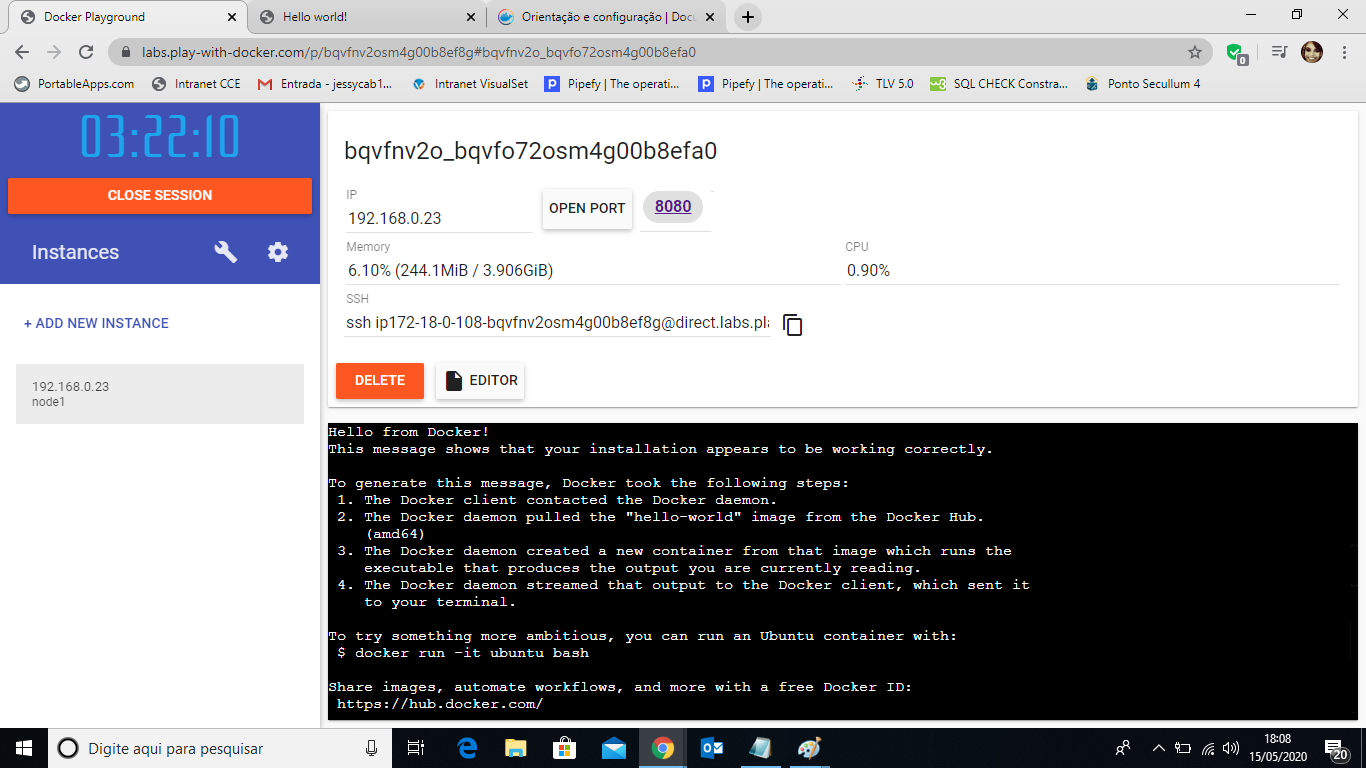 Docker Playground
Hello world!
Orientação e configuração | Docu
labs.play-with-docker.com/p/bqvfnv2osm4g00b8ef8g#bqvfnv2o_bqvfo72osm4g00b8efa0
0
PortableApps.com
Intranet CCE
Entrada - jessycab1...
Intranet VisualSet
Pipefy | The operati...
Pipefy | The operati...
TLV 5.0
SQL CHECK Constra...
Ponto Secullum 4
03:22:10
CLOSE SESSION
Instances
+ ADD NEW INSTANCE
192.168.0.23
node1
bqvfnv2o_bqvfo72osm4g00b8efa0
IP
192.168.0.23
OPEN PORT
8080
Memory
6.10% (244.1MiB / 3.906GiB)
CPU
0.90%
SSH
ssh ip172-18-0-108-bqvfnv2osm4g00b8ef8g@direct.labs.pla
DELETE
EDITOR
Hello from Docker!
This message shows that your installation appears to be working correctly.
To generate this message, Docker took the following steps:
1. The Docker client contacted the Docker daemon.
2. The Docker daemon pulled the "hello-world" image from the Docker Hub.
(amd64)
3. The Docker daemon created a new container from that image which runs the
executable that produces the output you are currently reading.
4. The Docker daemon streamed that output to the Docker client, which sent it
to your terminal.
To try something more ambitious, you can run an Ubuntu container with:
$ docker run -it ubuntu bash
Share images, automate workflows, and more with a free Docker ID:
https://hub.docker.com/
Digite aqui para pesquisar
18:08
15/05/2020
20